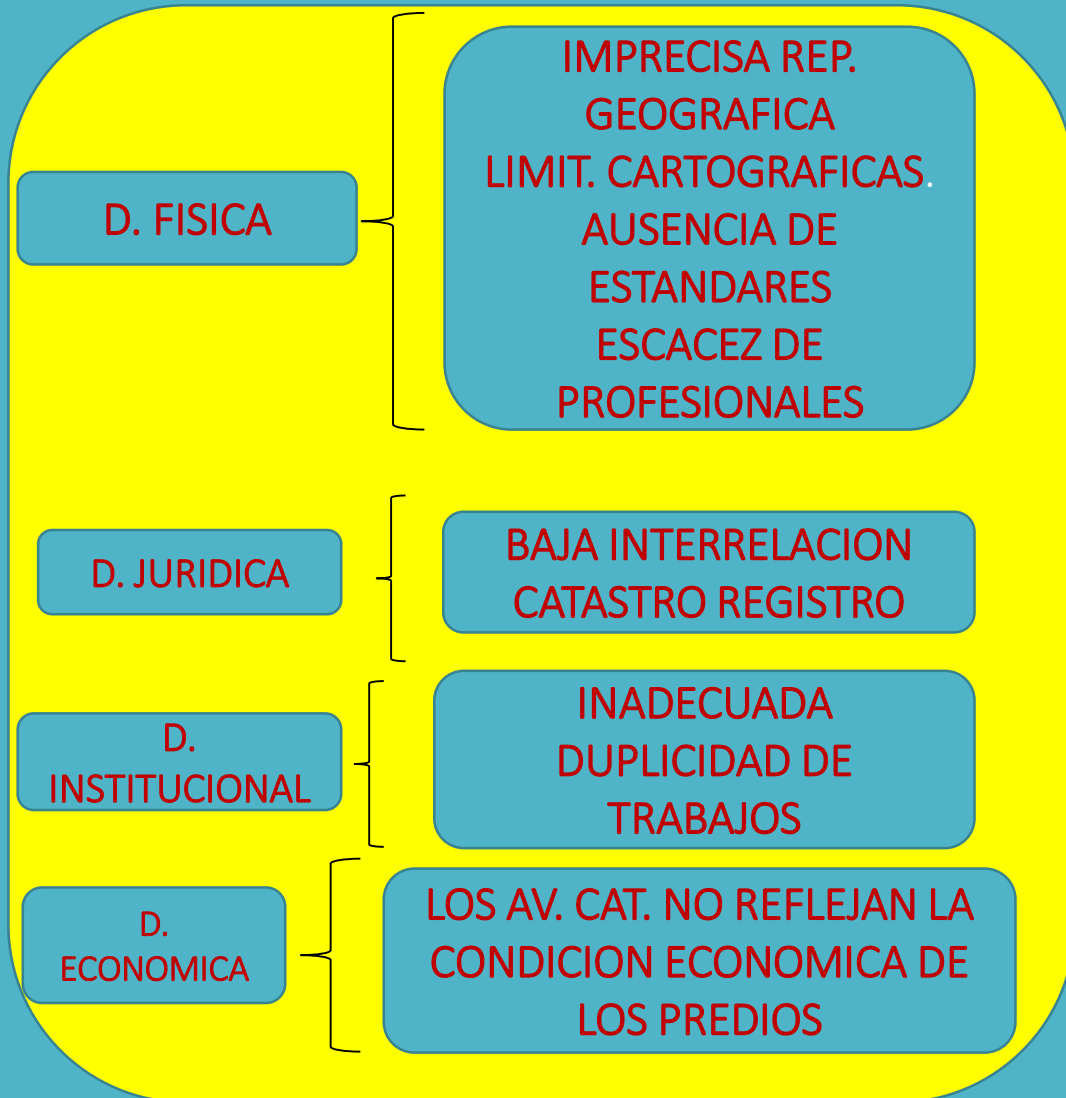 D. FISICA
IMPRECISA REP.
GEOGRAFICA
LIMIT. CARTOGRAFICAS.
AUSENCIA DE
ESTANDARES
ESCACEZ DE
PROFESIONALES
D. JURIDICA
BAJA INTERRELACION
CATASTRO REGISTRO
D.
INSTITUCIONAL
INADECUADA
DUPLICIDAD DE
TRABAJOS
D.
ECONOMICA
LOS AV. CAT. NO REFLEJAN LA
CONDICION ECONOMICA DE
LOS PREDIOS